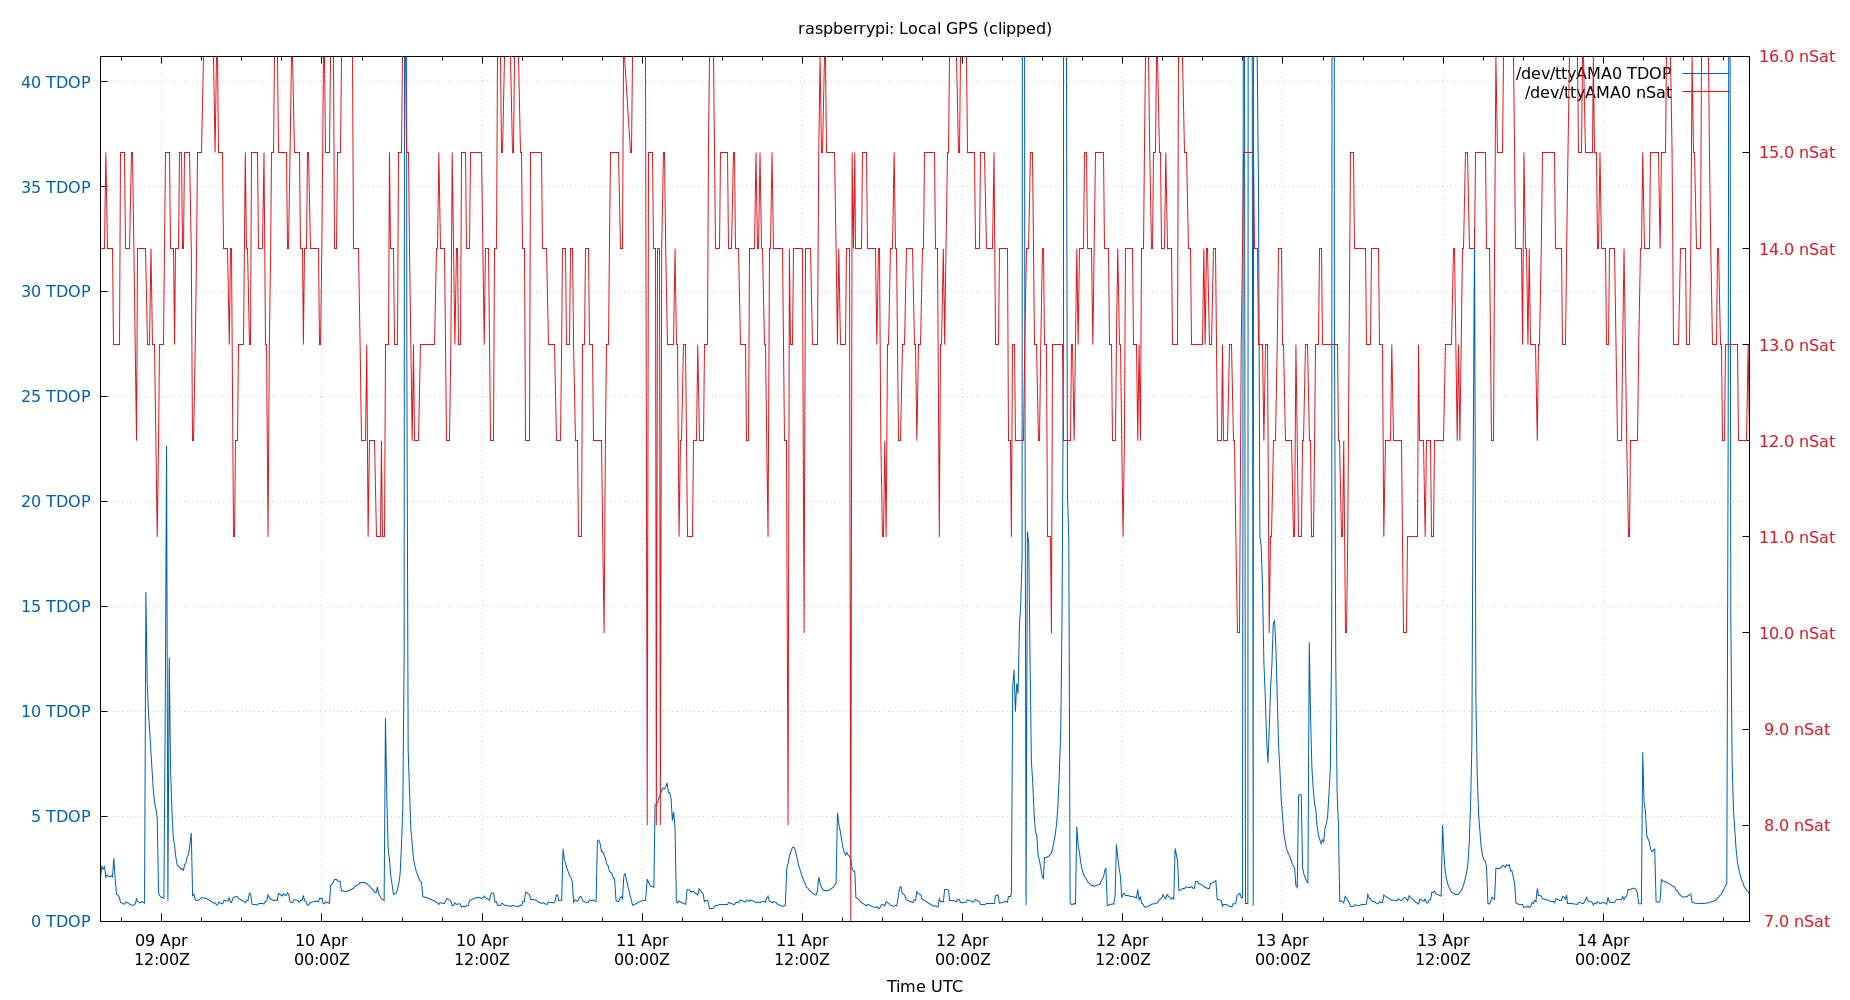 raspberrypi: Local GPS (clipped)
/dev/ttyAMA0 TDOP
/dev/ttyAMA0 nSat
40 TDOP
35 TDOP
30 TDOP
25 TDOP
20 TDOP
15 TDOP
10 TDOP
5 TDOP
0 TDOP
16.0 nSat
15.0 nSat
14.0 nSat
13.0 nSat
12.0 nSat
11.0 nSat
10.0 nSat
9.0 nSat
8.0 nSat
7.0 nSat
09 Apr
12:00Z
10 Apr
00:00Z
10 Apr
12:00Z
11 Apr
00:00Z
11 Apr
12:00Z
12 Apr
00:00Z
12 Apr
12:00Z
13 Apr
00:00Z
13 Apr
12:00Z
14 Apr
00:00Z
Time UTC